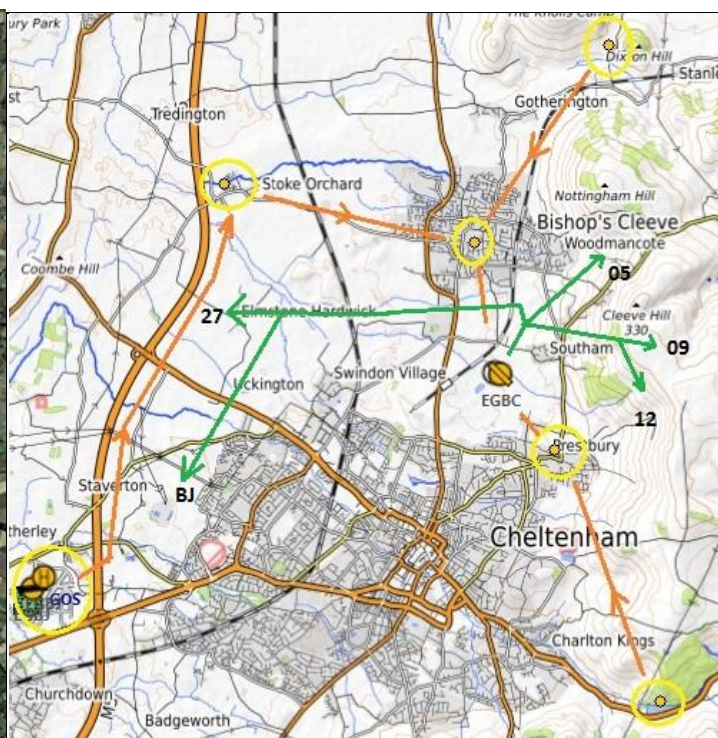 ury Park
The Knolls Camp
Dixton Hill
Stanl
st
Gotherington
Tredington
Stoke Orchard
Nottingham Hill
Bishop's Cleeve
Woodmancote
Coombe Hill
05
27
Elmstone Hardwick
Cleeve Hill
330
Southam
09
Swindon Village
Uckington
EGBC
12
Prestbury
BJ
Staverton
therley
Cheltenham
GOS
Charlton Kings
Churchdown
M5
Badgeworth